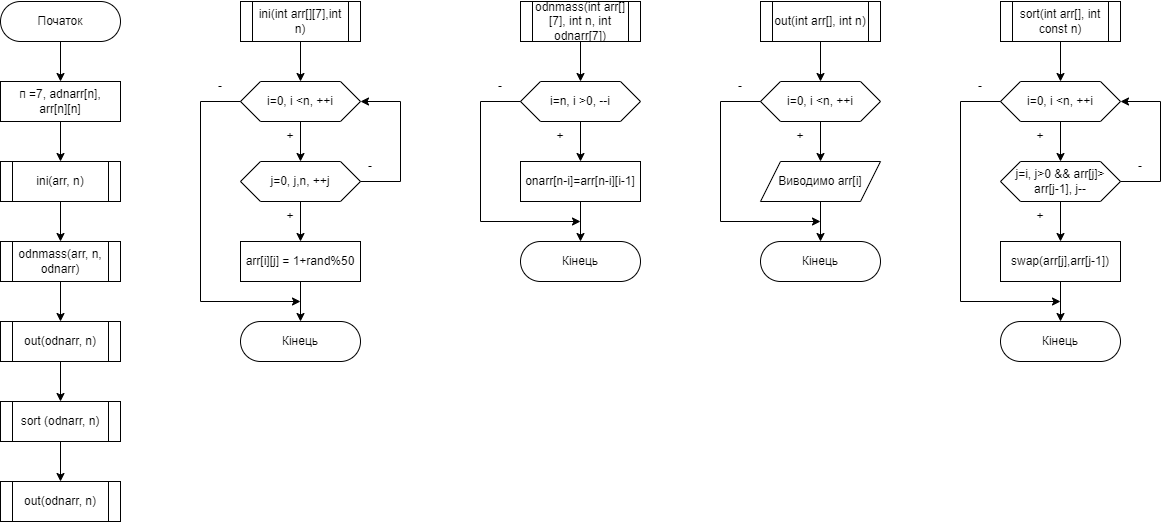 Початок
n =7, adnarr[n],
arr[n][n]
ini(arr, n)
odnmass(arr, n,
odnarr)
out(odnarr, n)
sort (odnarr, n)
out(odnarr, n)
ini(int arr[][7],int
n)
-
i=0, i <n, ++i
+
-
j=0, j,n, ++j
+
arr[i][j] = 1+rand%50
Кінець
odnmass(int arr[]
[7], int n, int
odnarr[7])
-
i=n, i >0, --i
+
onarr[n-i]=arr[n-i][i-1]
Кінець
out(int arr[], int n)
-
i=0, i <n, ++i
+
Виводимо arr[i]
Кінець
sort(int arr[], int
const n)
-
i=0, i <n, ++i
+
-
j=i, j>0 && arr[j]>
arr[j-1], j--
+
swap(arr[j],arr[j-1])
Кінець